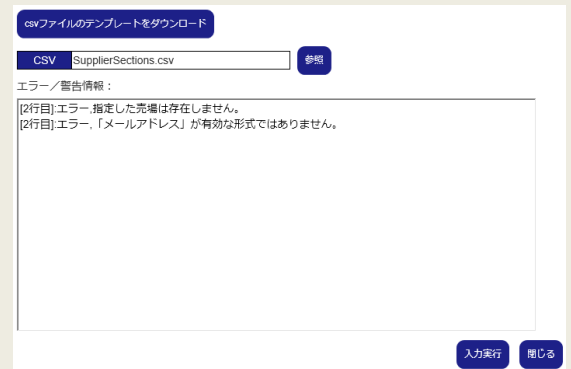 csvファイルのテンプレートをダウンロード
CSV SupplierSections.csv 参照
エラー／警告情報：
[2行目]:エラー,指定した売場は存在しません。
[2行目]:エラー,「メールアドレス」が有効な形式ではありません。
入力実行 閉じる